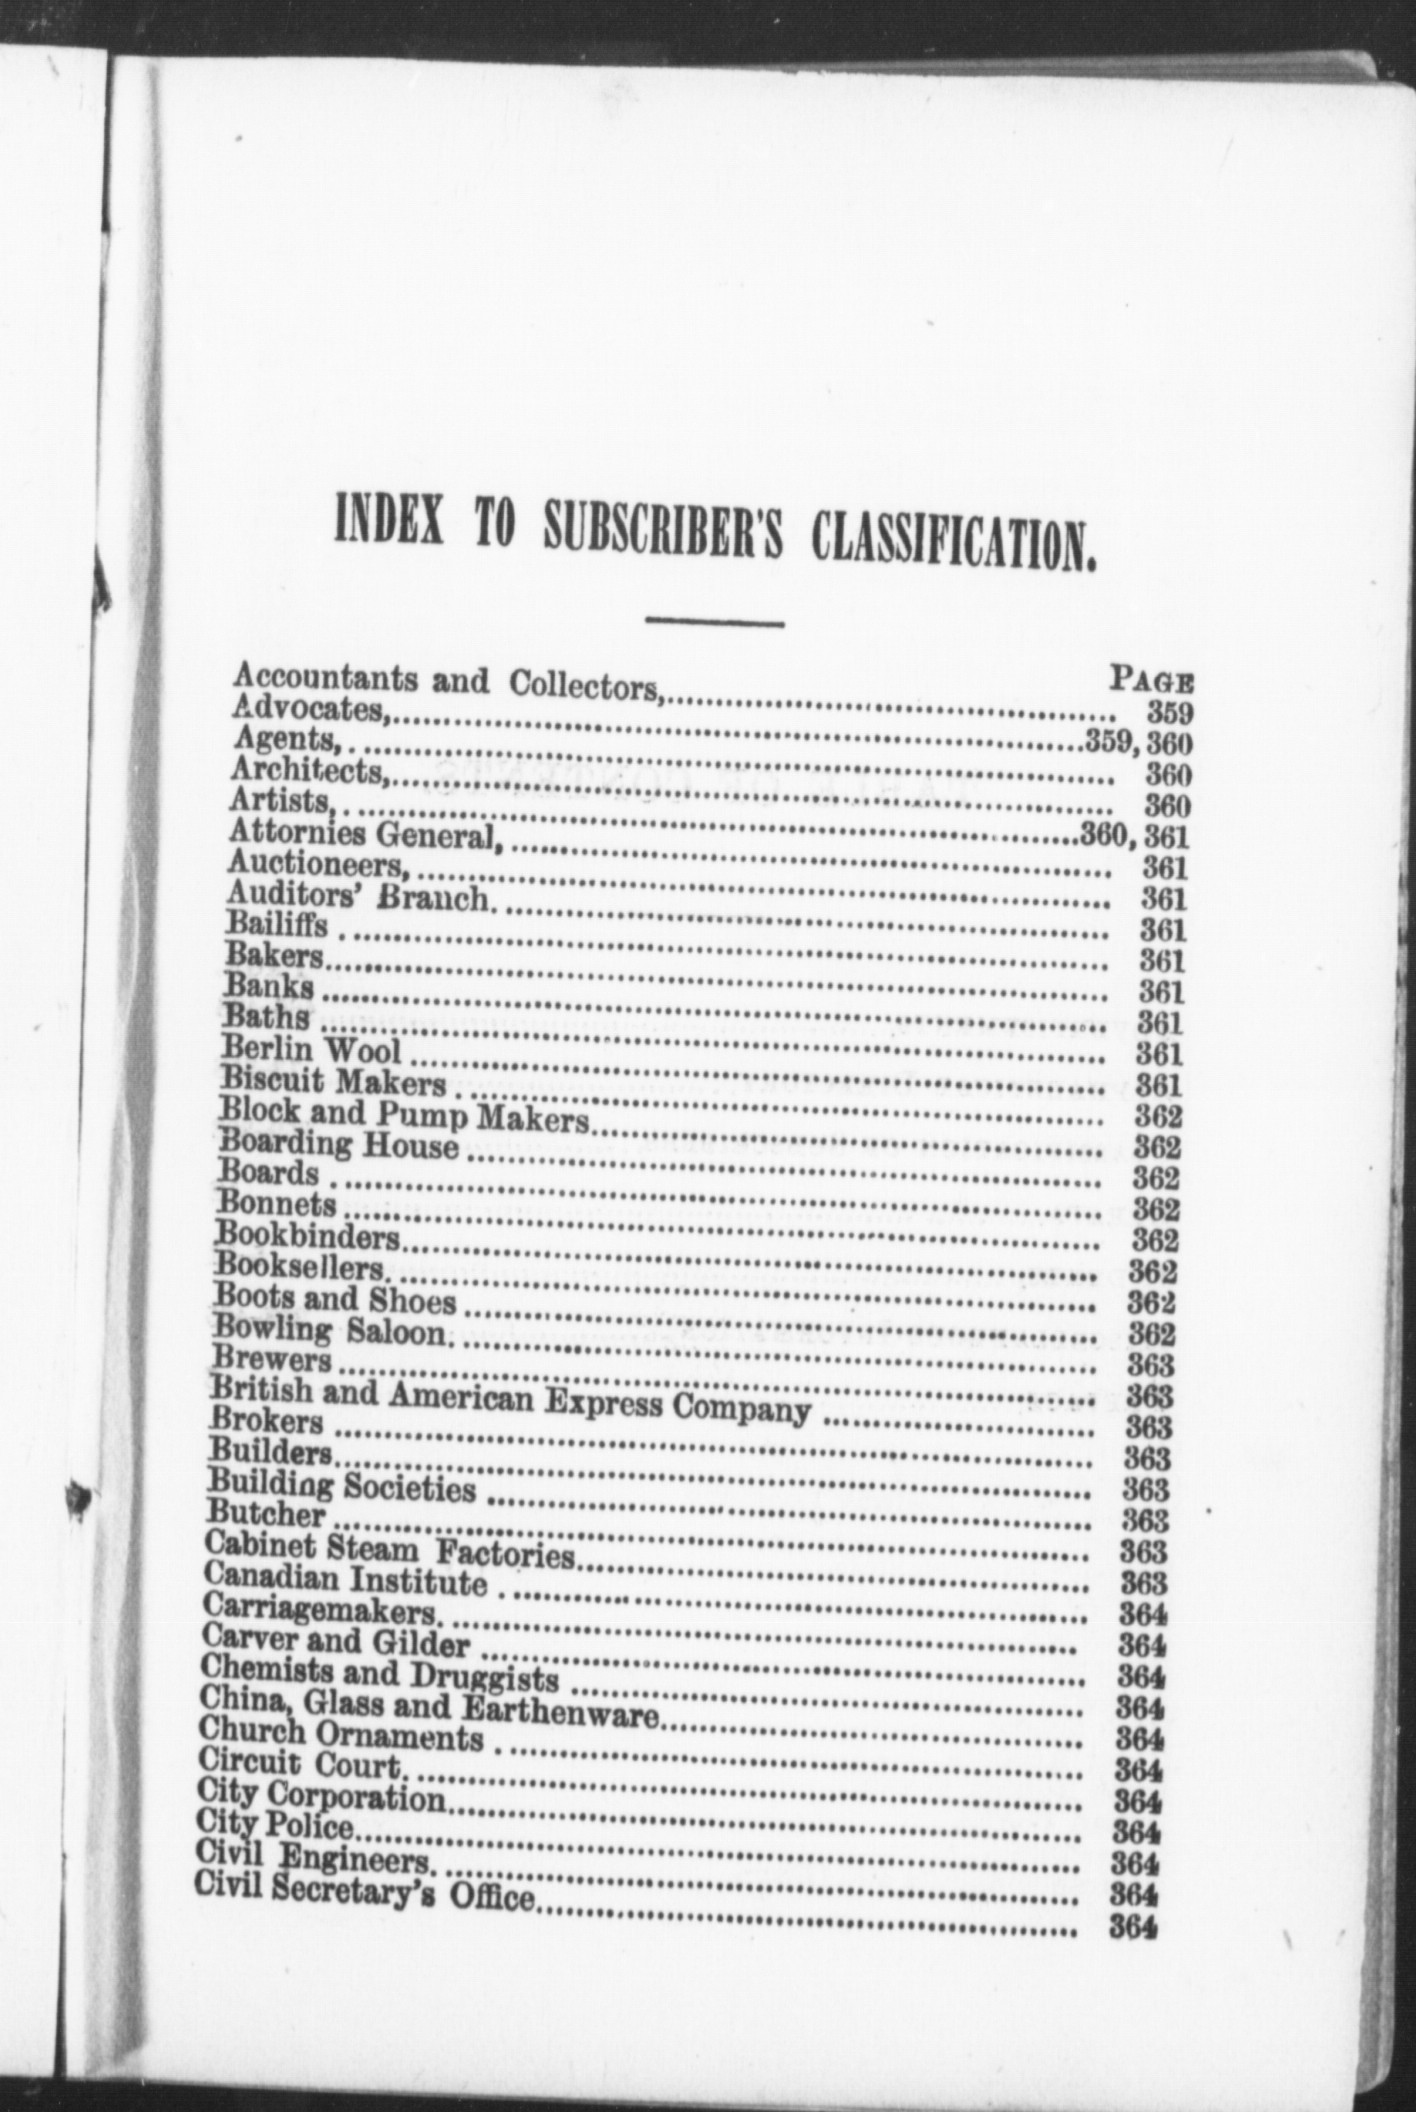 INDEX TO SUBSCRIBER'S CLASSIFICATION.
PAGE
Accountants and Collectors,........ 359
Advocates,........359, 360
Agents,........ 360
Architects,........ 360
Artists,........360, 361
Attornies General,........ 361
Auctioneers,........ 361
Auditors' Branch........ 361
Bailiffs ........ 361
Bakers........ 361
Banks ........ 361
Baths ........ 361
Berlin Wool ........ 361
Biscuit Makers ........ 362
Block and Pump Makers........ 362
Boarding House ........ 362
Boards ........ 362
Bonnets ........ 362
Bookbinders........ 362
Booksellers........ 362
Boots and Shoes ........ 362
Bowling Saloon........ 363
Brewers ........ 363
British and American Express Company ........ 363
Brokers ........ 363
Builders........ 363
Building Societies ........ 363
Butcher ........ 363
Cabinet Steam Factories........ 363
Canadian Institute ........ 364
Carriagemakers........ 364
Carver and Gilder ........ 364
Chemists and Druggists ........ 364
China, Glass and Earthenware........ 364
Church Ornaments ........ 364
Circuit Court........ 364
City Corporation........ 364
City Police........ 364
Civil Engineers........ 364
Civil Secretary's Office........ 364